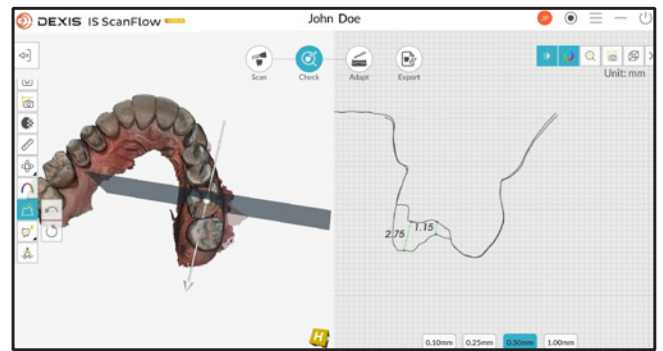 DEXIS IS ScanFlow
John Doe
JP
Scan
Check
Adapt
Export
Unit: mm
2.75
1.15
H
0.10mm
0.25mm
0.50mm
1.00mm